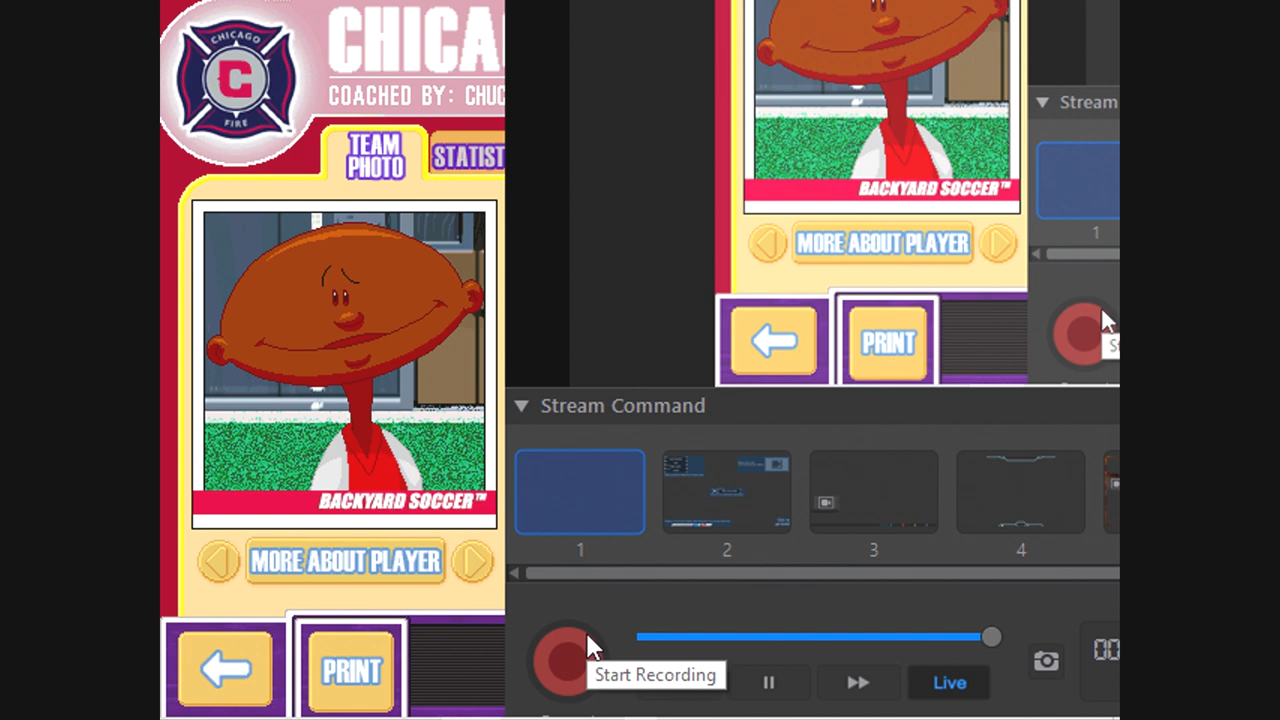 CHICAGO
C
FIRE
CHICA
COACHED BY: CHUC
TEAM
PHOTO
STATIST
BACKYARD SOCCER™
MORE ABOUT PLAYER
PRINT
BACKYARD SOCCER™
MORE ABOUT PLAYER
PRINT
Stream
1
Stream Command
1
2
3
4
Start Recording
Live
00